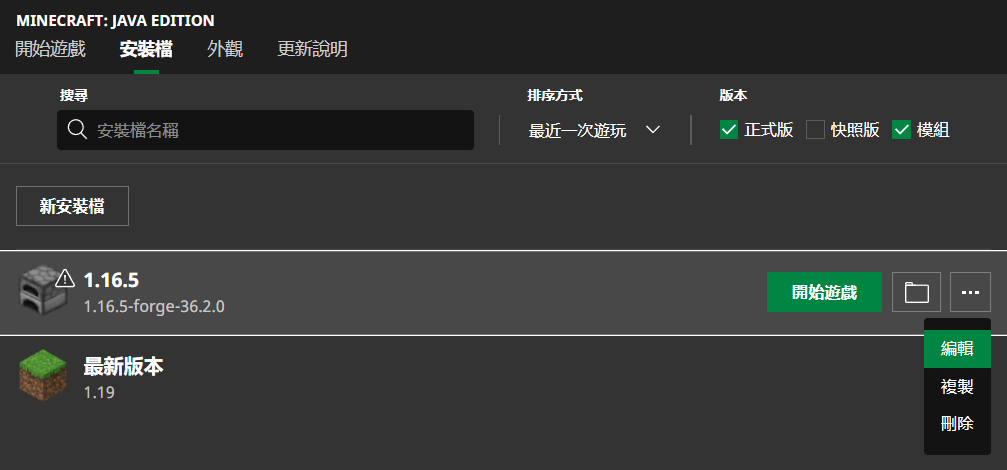 MINECRAFT: JAVA EDITION
開始遊戲 安裝檔 外觀 更新說明
搜尋 排序方式 版本
安裝檔名稱 最近一次遊玩 正式版 快照版 模組
新安裝檔
1.16.5
1.16.5-forge-36.2.0
開始遊戲
編輯
複製
刪除
最新版本
1.19